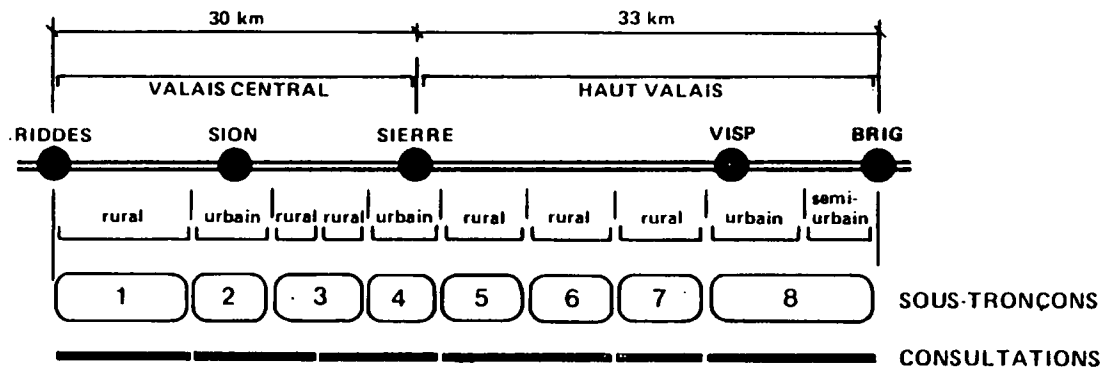 30 km 33 km
VALAIS CENTRAL HAUT VALAIS
.RIDDES SION SIERRE VISP BRIG
rural urbain rural rural urbain rural rural rural urbain semi-
urbain
1 2 3 4 5 6 7 8 SOUS-TRONÇONS
CONSULTATIONS